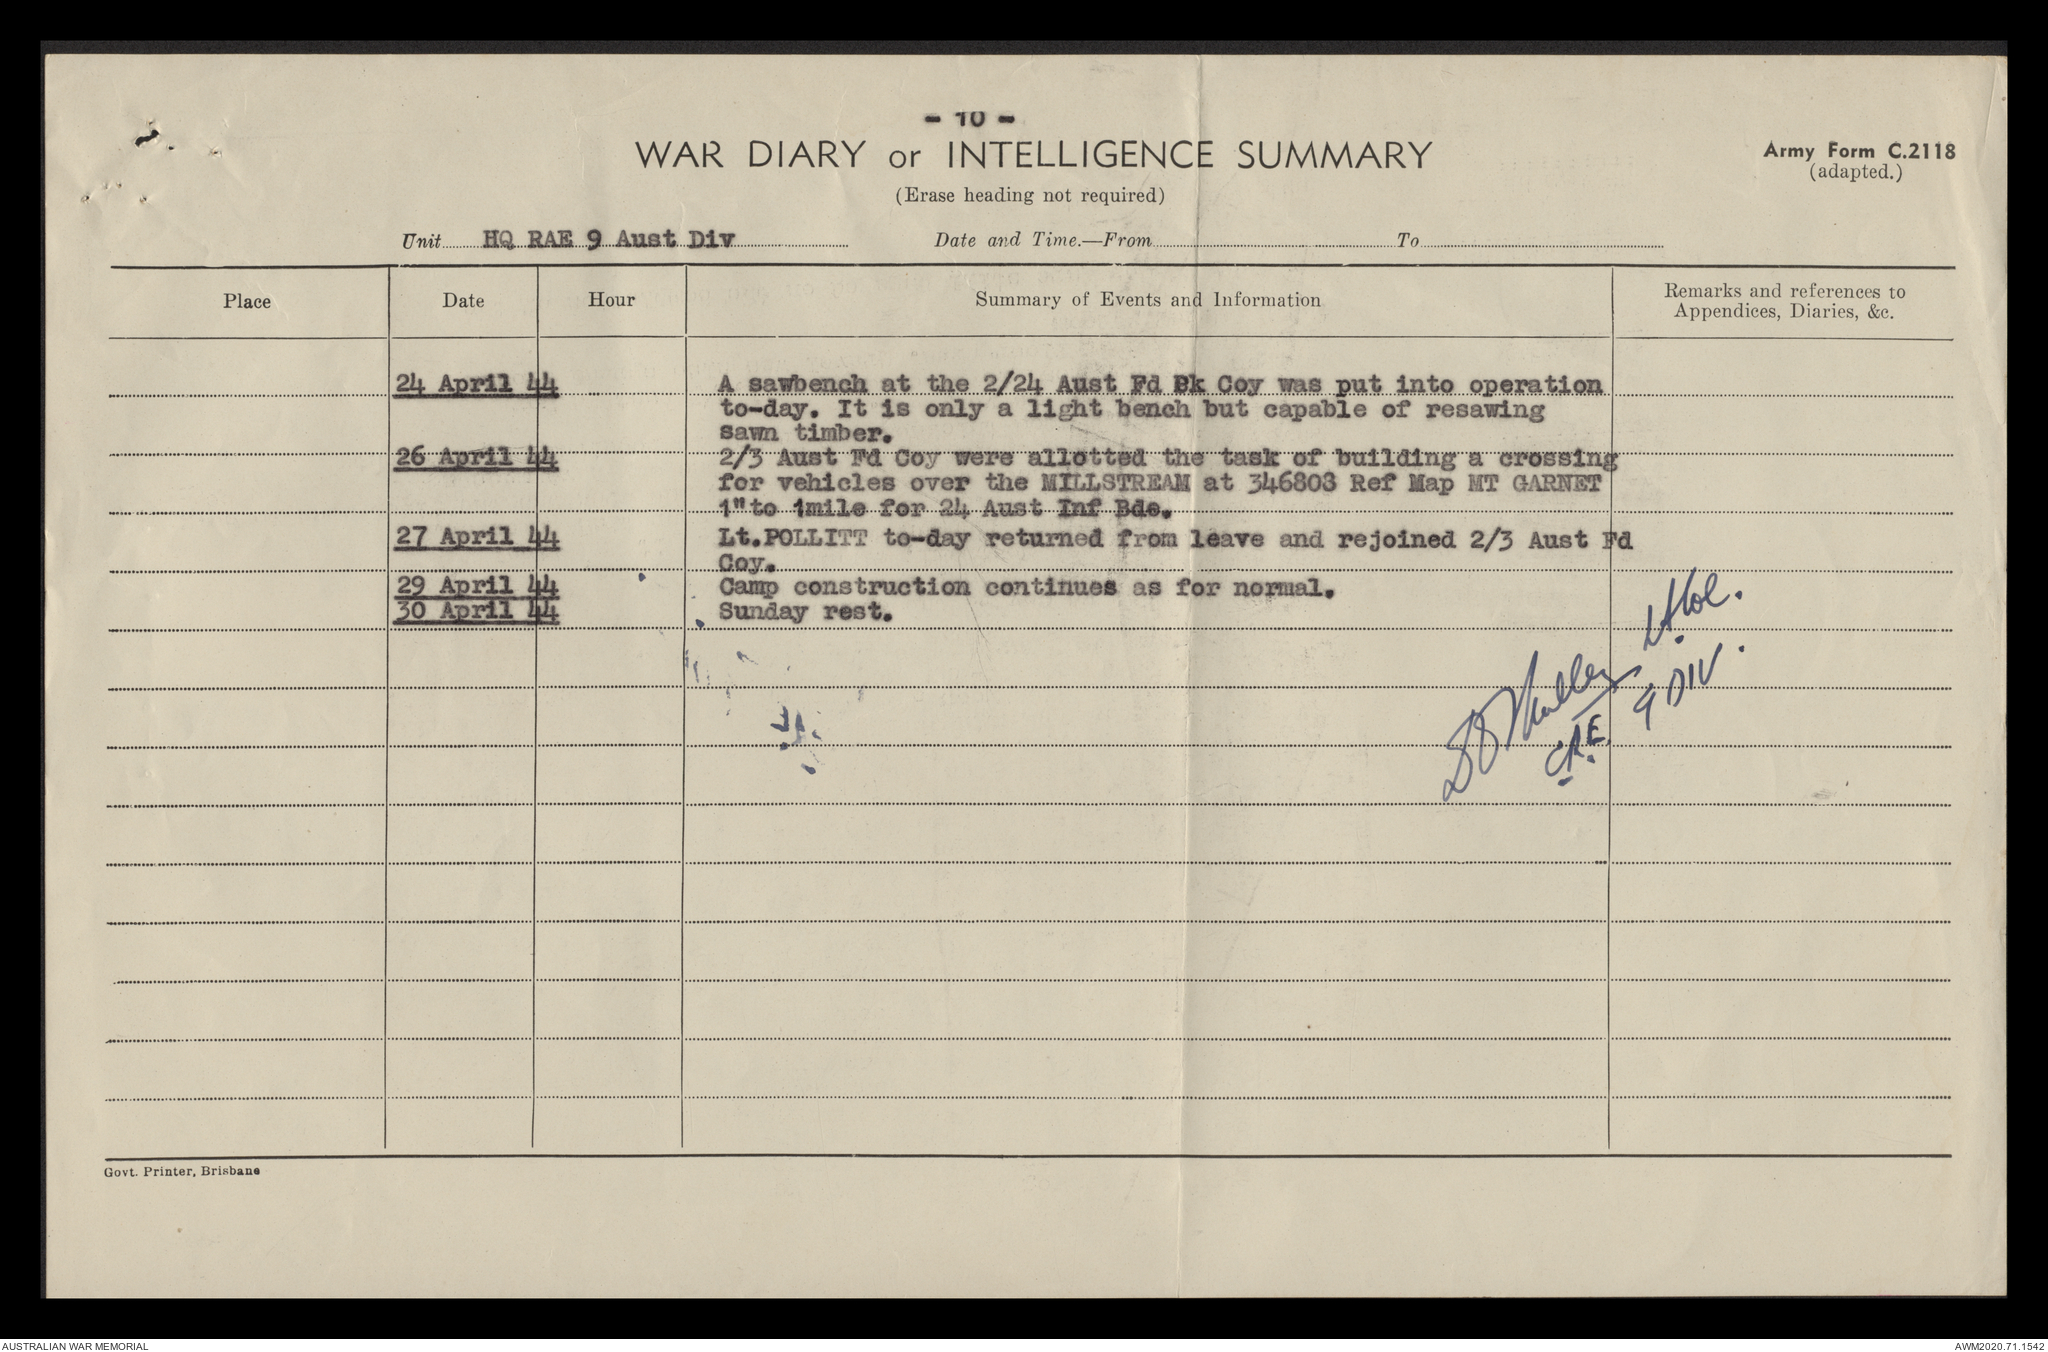 - 10 -
WAR DIARY or INTELLIGENCE SUMMARY
Army Form C.2118
(adapted.)
(Erase heading not required)
Unit HQ RAE 9 Aust Div Date and Time.—From To
Place Date Hour Summary of Events and Information Remarks and references to Appendices, Diaries, &c.
24 April 44 A sawbench at the 2/24 Aust Fd Pk Coy was put into operation
to-day. It is only a light bench but capable of resawing
sawn timber.
26 April 44 2/3 Aust Fd Coy were allotted the task of building a crossing
for vehicles over the MILLSTREAM at 346803 Ref Map MT GARNET
1"to 1mile for 24 Aust Inf Bde.
27 April 44 Lt.POLLITT to-day returned from leave and rejoined 2/3 Aust Fd
Coy.
29 April 44 Camp construction continues as for normal.
30 April 44 Sunday rest.
Lt Col.
CRE. 9 DIV.
Govt. Printer, Brisbane
AUSTRALIAN WAR MEMORIAL
AWM2020.71.1542